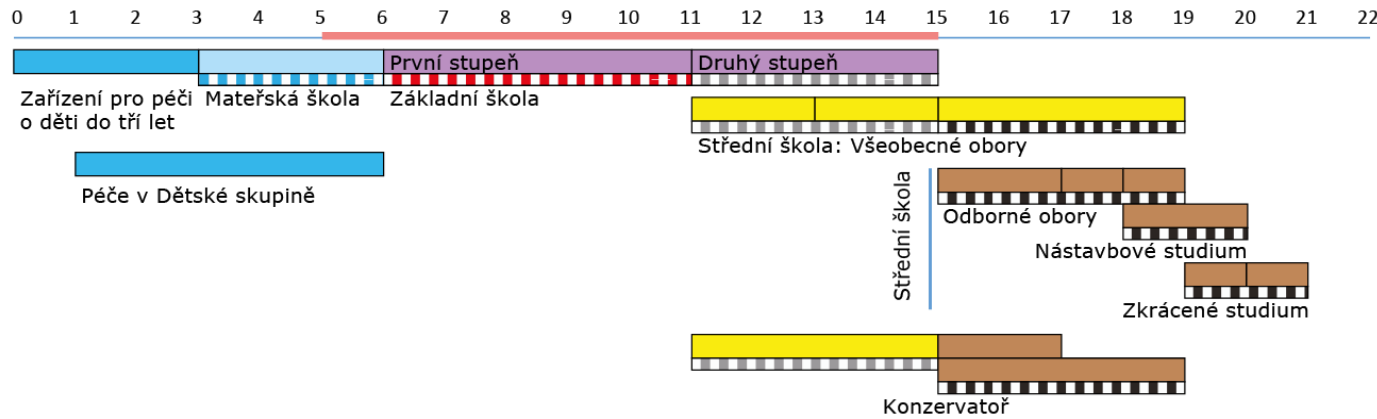 0 1 2 3 4 5 6 7 8 9 10 11 12 13 14 15 16 17 18 19 20 21 22
První stupeň Druhý stupeň
Zařízení pro péči Mateřská škola Základní škola
o děti do tří let
Střední škola: Všeobecné obory
Péče v Dětské skupině
Střední škola
Odborné obory
Nástavbové studium
Zkrácené studium
Konzervatoř